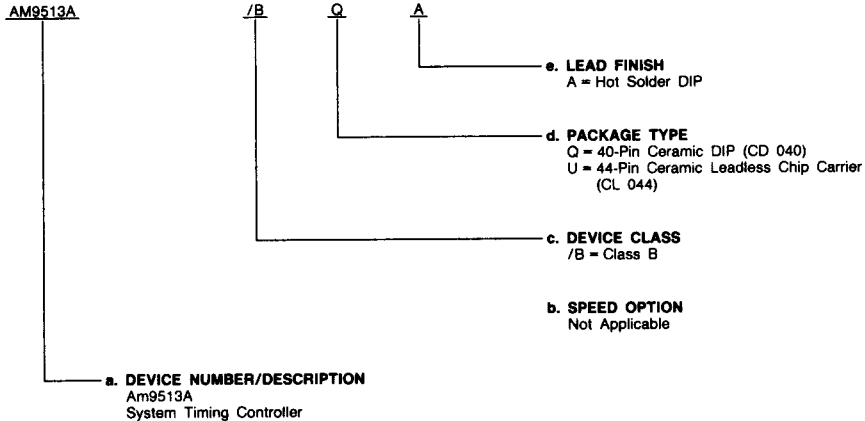 AM9513A /B Q A
e. LEAD FINISH
A = Hot Solder DIP
d. PACKAGE TYPE
Q = 40-Pin Ceramic DIP (CD 040)
U = 44-Pin Ceramic Leadless Chip Carrier
(CL 044)
c. DEVICE CLASS
/B = Class B
b. SPEED OPTION
Not Applicable
a. DEVICE NUMBER/DESCRIPTION
Am9513A
System Timing Controller